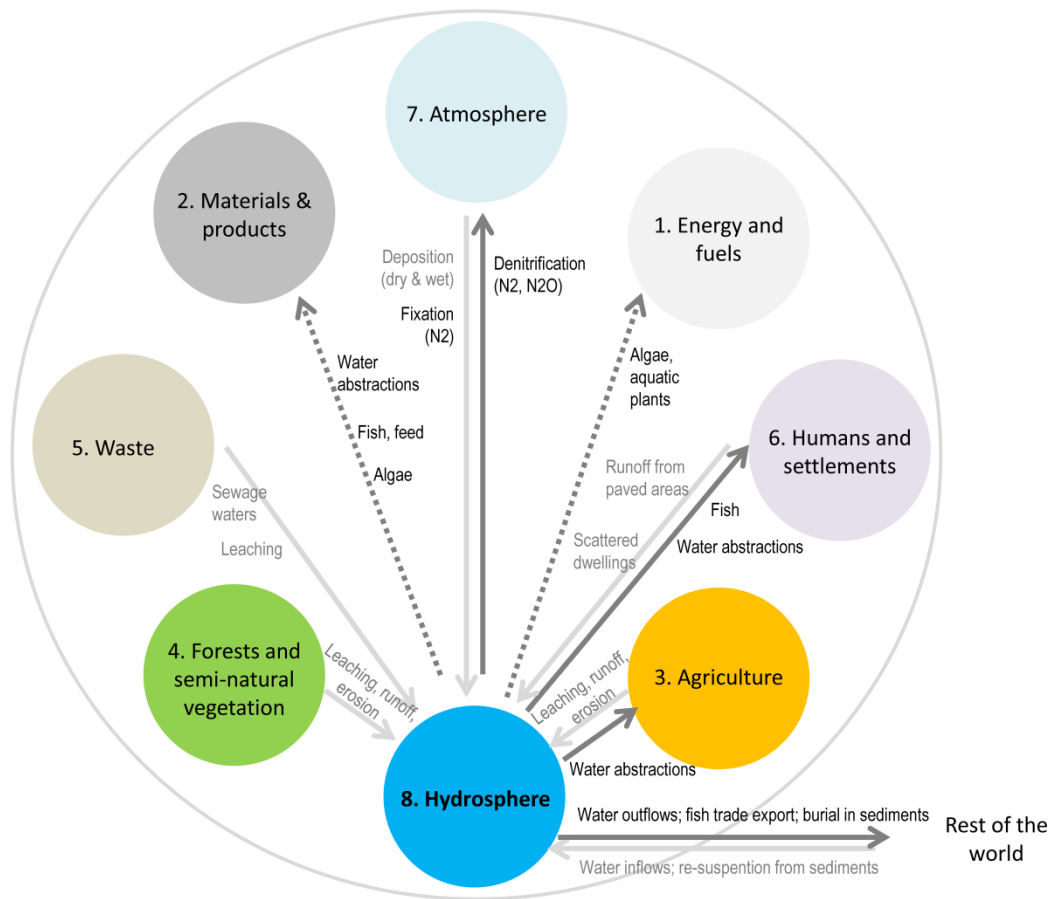 7. Atmosphere
2. Materials &
products
1. Energy and
fuels
Deposition
(dry & wet)
Denitrification
(N2, N2O)
Fixation
(N2)
Water
abstractions
Algae,
aquatic
plants
Fish, feed
Algae
5. Waste
6. Humans and
settlements
Sewage
waters
Leaching
Runoff from
paved areas
Fish
Scattered
dwellings
Water abstractions
4. Forests and
semi-natural
vegetation
Leaching, runoff,
erosion
Leaching, runoff,
erosion
3. Agriculture
Water abstractions
8. Hydrosphere
Water outflows; fish trade export; burial in sediments
Rest of the
world
Water inflows; re-suspention from sediments